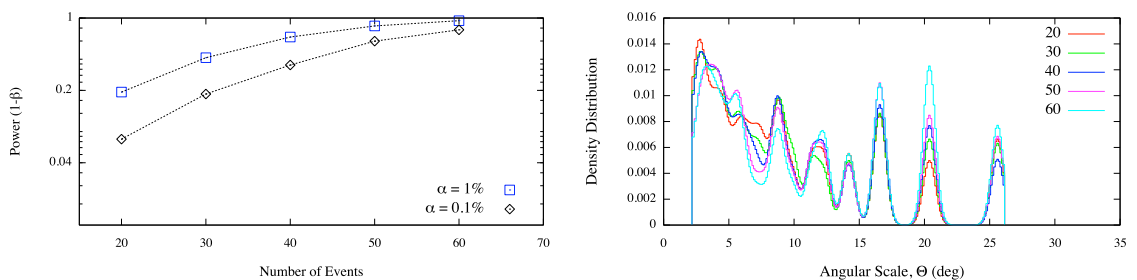 1
0.2
0.04
Power (1-β)
20 30 40 50 60 70
Number of Events
α = 1%
α = 0.1%
0.016
0.014
0.012
0.01
0.008
0.006
0.004
0.002
0
Density Distribution
0 5 10 15 20 25 30 35
Angular Scale, Θ (deg)
20
30
40
50
60